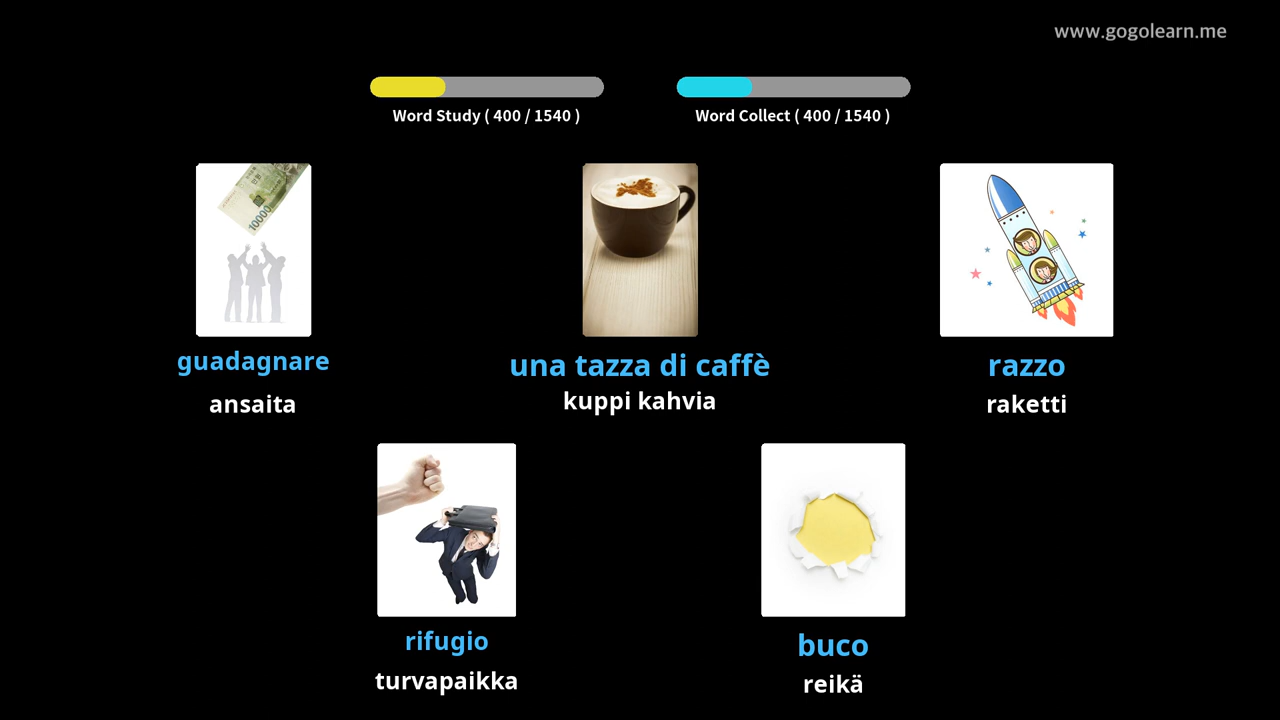 www.gogolearn.me
Word Study ( 400 / 1540 )
Word Collect ( 400 / 1540 )
10000
guadagnare
ansaita
una tazza di caffè
kuppi kahvia
razzo
raketti
rifugio
turvapaikka
buco
reikä